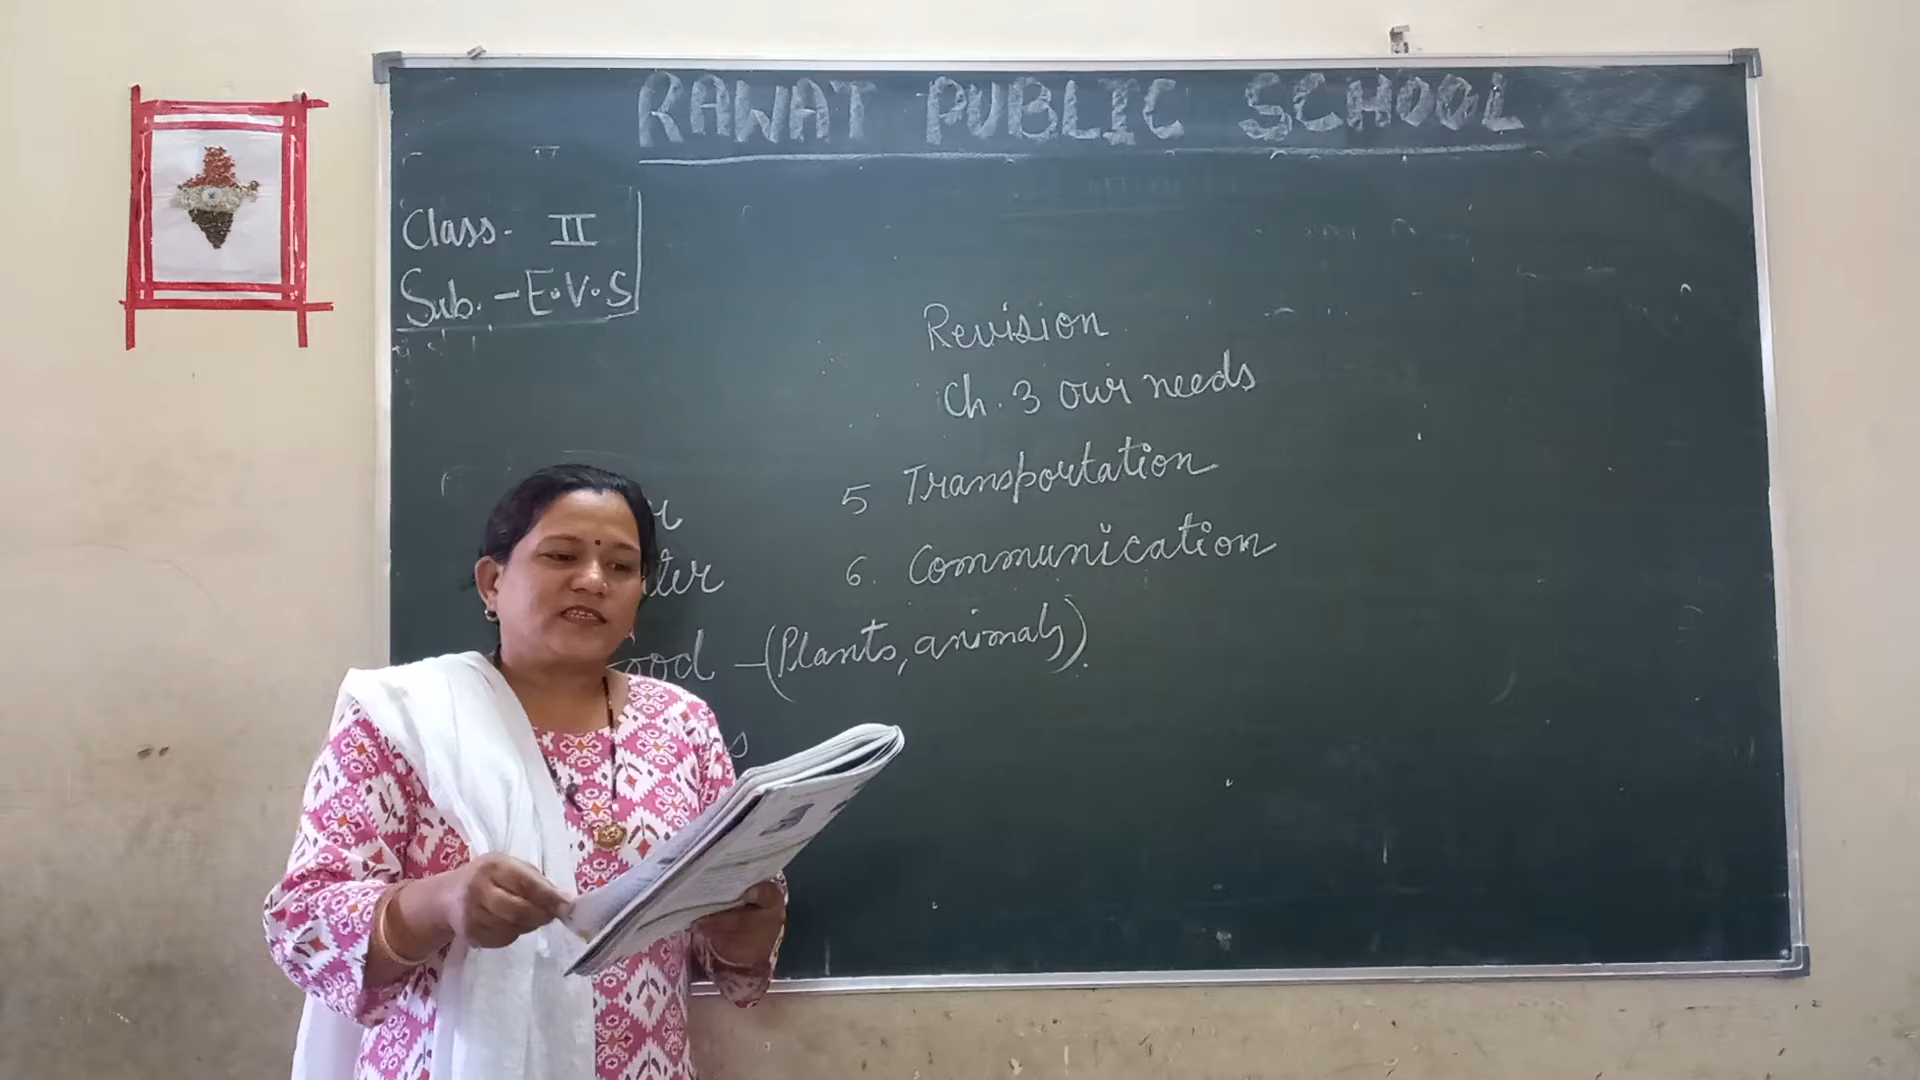 RAWAT PUBLIC SCHOOL
Class - II
Sub. - E.V.S
Revision
Ch. 3 our needs
5 Transportation
6. Communication
(Plants, animals).